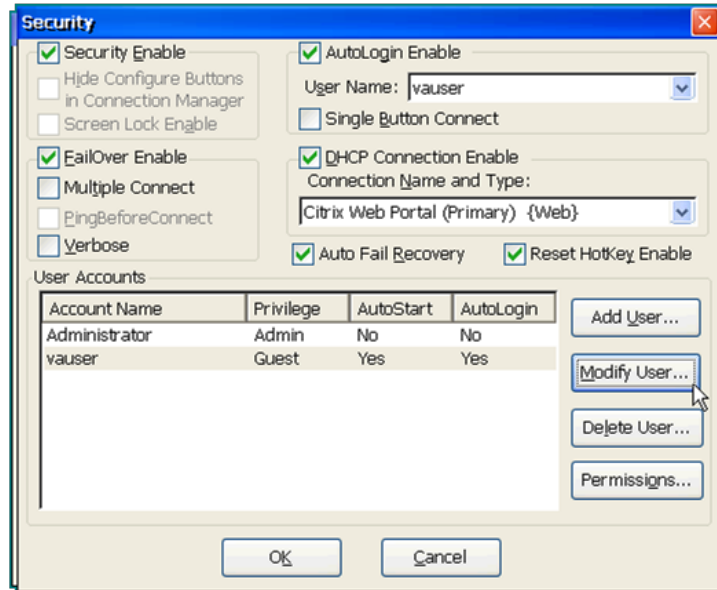 Security
Security Enable
Hide Configure Buttons
in Connection Manager
Screen Lock Enable
AutoLogin Enable
User Name: vauser
Single Button Connect
FailOver Enable
Multiple Connect
PingBeforeConnect
Verbose
DHCP Connection Enable
Connection Name and Type:
Citrix Web Portal (Primary) {Web}
Auto Fail Recovery
Reset HotKey Enable
User Accounts
Account Name Privilege AutoStart AutoLogin
Administrator Admin No No
vauser Guest Yes Yes
Add User...
Modify User...
Delete User...
Permissions...
OK Cancel